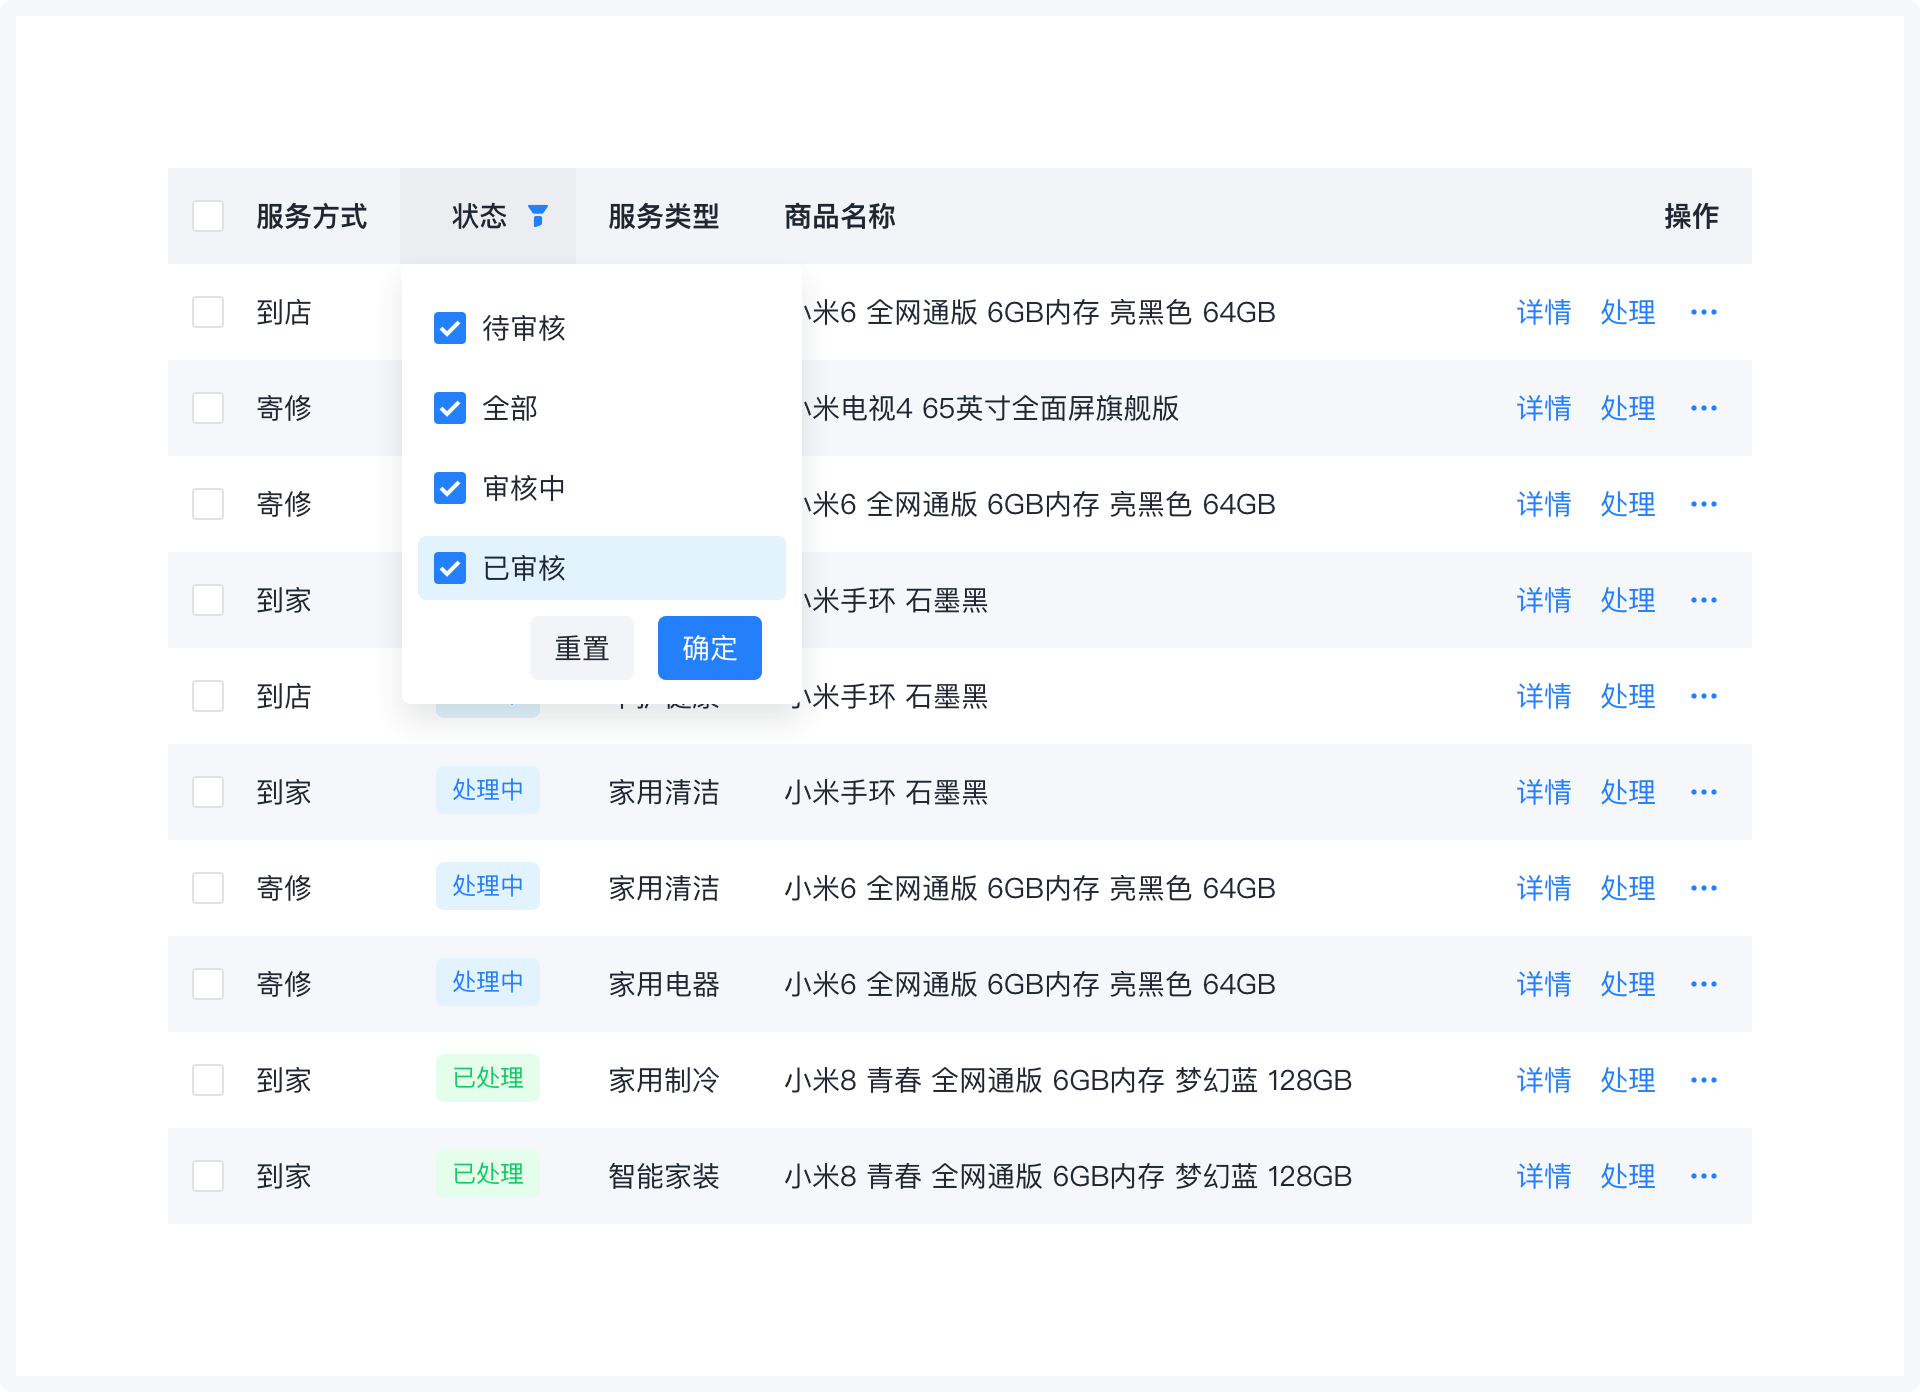 服务方式 状态 服务类型 商品名称 操作
到店 待审核 米6 全网通版 6GB内存 亮黑色 64GB 详情 处理 ···
寄修 全部 米电视4 65英寸全面屏旗舰版 详情 处理 ···
寄修 审核中 米6 全网通版 6GB内存 亮黑色 64GB 详情 处理 ···
到家 已审核 米手环 石墨黑 详情 处理 ···
重置 确定
到店 米手环 石墨黑 详情 处理 ···
到家 处理中 家用清洁 小米手环 石墨黑 详情 处理 ···
寄修 处理中 家用清洁 小米6 全网通版 6GB内存 亮黑色 64GB 详情 处理 ···
寄修 处理中 家用电器 小米6 全网通版 6GB内存 亮黑色 64GB 详情 处理 ···
到家 已处理 家用制冷 小米8 青春 全网通版 6GB内存 梦幻蓝 128GB 详情 处理 ···
到家 已处理 智能家装 小米8 青春 全网通版 6GB内存 梦幻蓝 128GB 详情 处理 ···